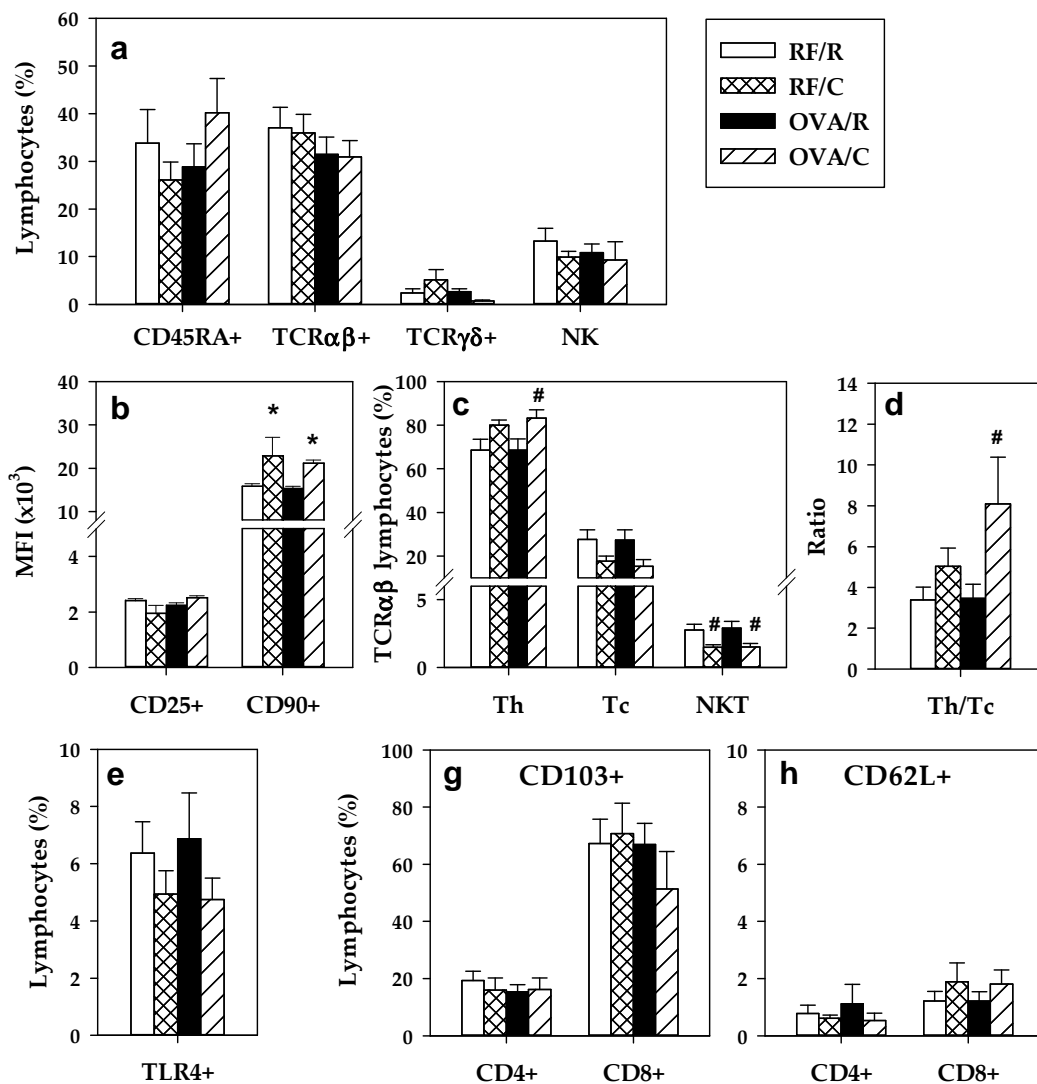 a
60
50
40
30
20
10
0
Lymphocytes (%)
CD45RA+ TCRαβ+ TCRγδ+ NK
RF/R
RF/C
OVA/R
OVA/C
b
40
30
20
10
4
2
0
MFI (x10³)
* *
CD25+ CD90+
c
100
80
60
40
20
5
0
TCRαβ lymphocytes (%)
#
# #
Th Tc NKT
d
14
12
10
8
6
4
2
0
Ratio
#
Th/Tc
e
10
8
6
4
2
0
Lymphocytes (%)
TLR4+
g
CD103+
100
80
60
40
20
0
Lymphocytes (%)
CD4+ CD8+
h
CD62L+
10
8
6
4
2
0
CD4+ CD8+